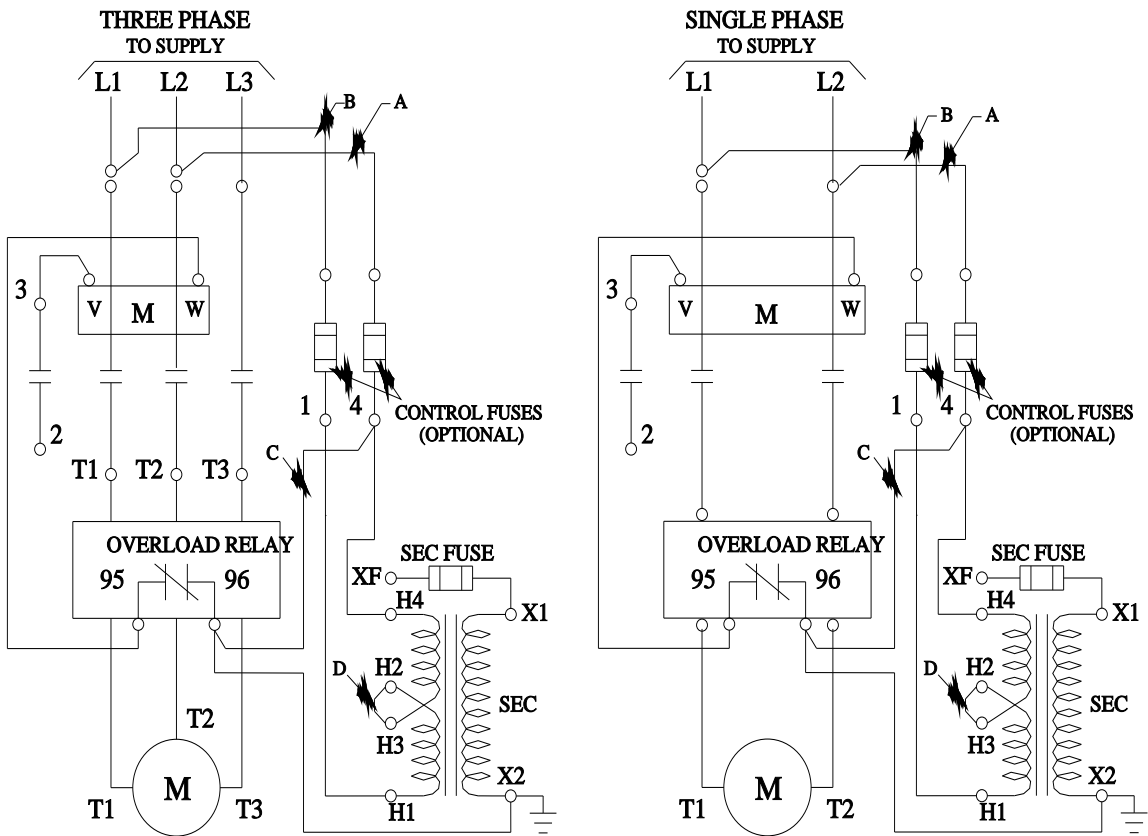 THREE PHASE
TO SUPPLY
L1 L2 L3
B A
3
V M W
2
1 4
CONTROL FUSES
(OPTIONAL)
C
T1 T2 T3
OVERLOAD RELAY
95 96
SEC FUSE
XF
H4 X1
D
H2
SEC
H3
T2
X2
M
T1 T3
H1
SINGLE PHASE
TO SUPPLY
L1 L2
B A
3
V M W
2
1 4
CONTROL FUSES
(OPTIONAL)
C
OVERLOAD RELAY
95 96
SEC FUSE
XF
H4 X1
D
H2
SEC
H3
X2
M
T1 T2
H1